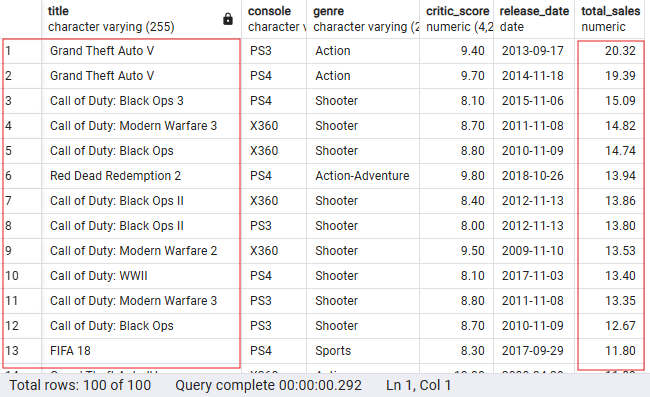 title console genre critic_score release_date total_sales
character varying (255) character v character varying (2 numeric (4,2 date numeric
1 Grand Theft Auto V PS3 Action 9.40 2013-09-17 20.32
2 Grand Theft Auto V PS4 Action 9.70 2014-11-18 19.39
3 Call of Duty: Black Ops 3 PS4 Shooter 8.10 2015-11-06 15.09
4 Call of Duty: Modern Warfare 3 X360 Shooter 8.70 2011-11-08 14.82
5 Call of Duty: Black Ops X360 Shooter 8.80 2010-11-09 14.74
6 Red Dead Redemption 2 PS4 Action-Adventure 9.80 2018-10-26 13.94
7 Call of Duty: Black Ops II X360 Shooter 8.40 2012-11-13 13.86
8 Call of Duty: Black Ops II PS3 Shooter 8.00 2012-11-13 13.80
9 Call of Duty: Modern Warfare 2 X360 Shooter 9.50 2009-11-10 13.53
10 Call of Duty: WWII PS4 Shooter 8.10 2017-11-03 13.40
11 Call of Duty: Modern Warfare 3 PS3 Shooter 8.80 2011-11-08 13.35
12 Call of Duty: Black Ops PS3 Shooter 8.70 2010-11-09 12.67
13 FIFA 18 PS4 Sports 8.30 2017-09-29 11.80
Total rows: 100 of 100 Query complete 00:00:00.292 Ln 1, Col 1